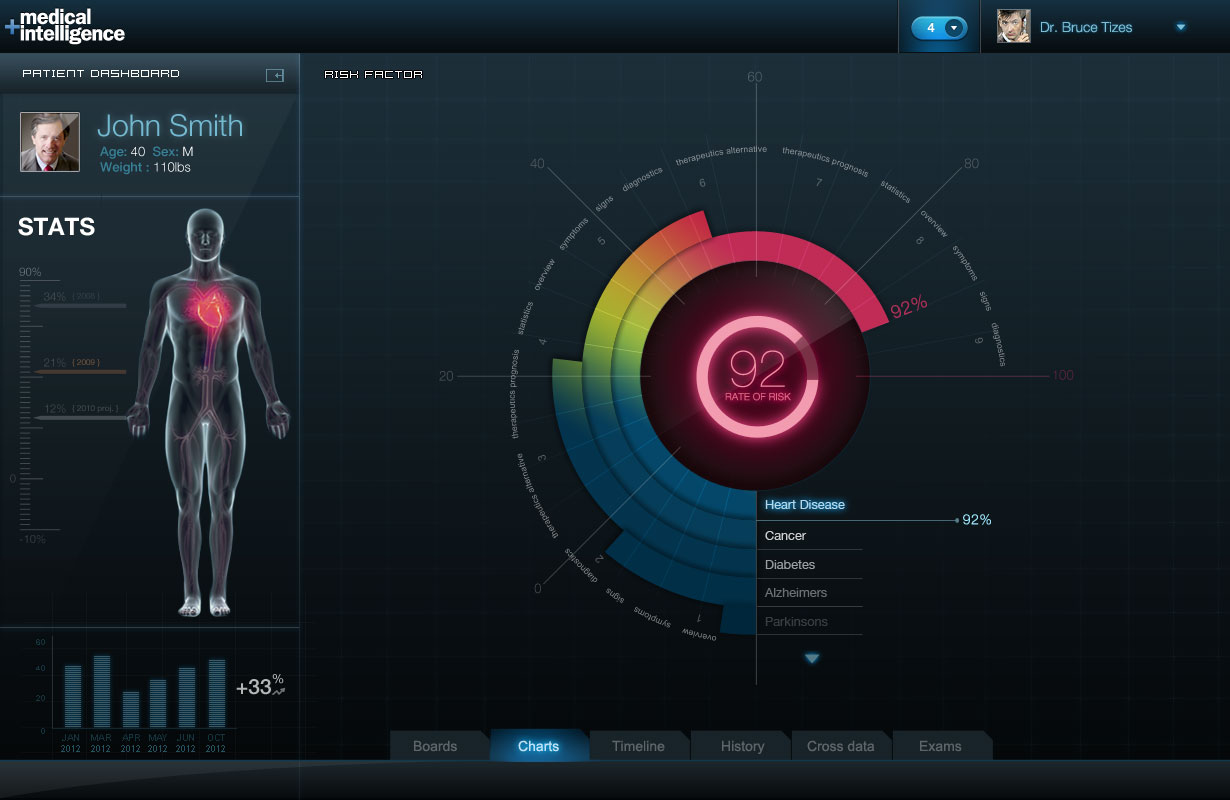 +medical
intelligence
4
Dr. Bruce Tizes
PATIENT DASHBOARD
John Smith
Age: 40 Sex: M
Weight : 110lbs
STATS
90%
34% (2008)
21% (2009)
12% (2010 proj.)
0
-10%
60
40
20
0
JAN 2012
MAR 2012
APR 2012
MAY 2012
JUN 2012
OCT 2012
+33%
RISK FACTOR
60
40
80
20
100
0
therapeutics alternative
therapeutics prognosis
diagnostics
statistics
signs
overview
symptoms
symptoms
overview
signs
statistics
diagnostics
therapeutics prognosis
therapeutics alternative
diagnostics
signs
symptoms
overview
1
2
3
4
5
6
7
8
9
92%
92
RATE OF RISK
Heart Disease
92%
Cancer
Diabetes
Alzheimers
Parkinsons
Boards
Charts
Timeline
History
Cross data
Exams